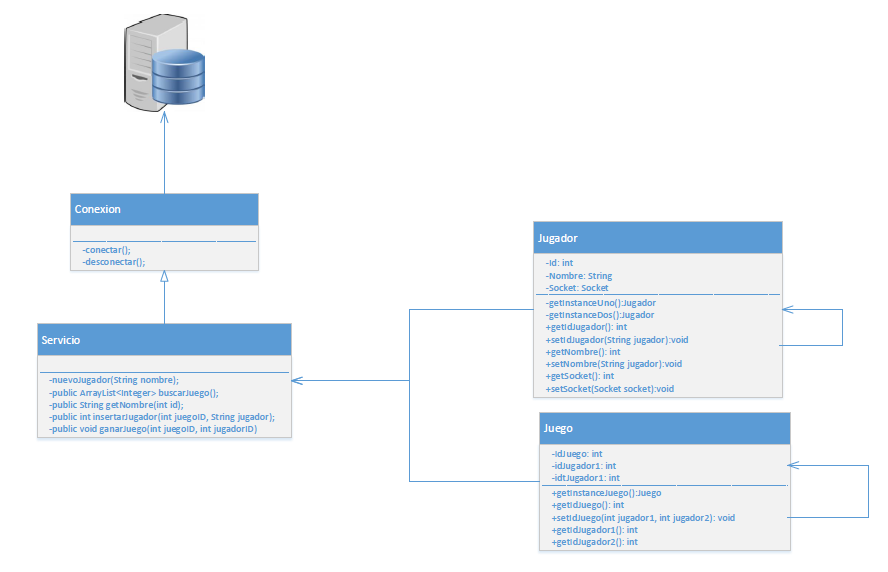 Conexion
-conectar();
-desconectar();
Servicio
-nuevoJugador(String nombre);
-public ArrayList<Integer> buscarJuego();
-public String getNombre(int id);
-public int insertarJugador(int juegoID, String jugador);
-public void ganarJuego(int juegoID, int jugadorID)
Jugador
-Id: int
-Nombre: String
-Socket: Socket
-getInstanceUno():Jugador
-getInstanceDos():Jugador
+getIdJugador(): int
+setIdJugador(String jugador):void
+getNombre(): int
+setNombre(String jugador):void
+getSocket(): int
+setSocket(Socket socket):void
Juego
-IdJuego: int
-idJugador1: int
-idtJugador1: int
+getInstanceJuego():Juego
+getIdJuego(): int
+setIdJuego(int jugador1, int jugador2): void
+getIdJugador1(): int
+getIdJugador2(): int